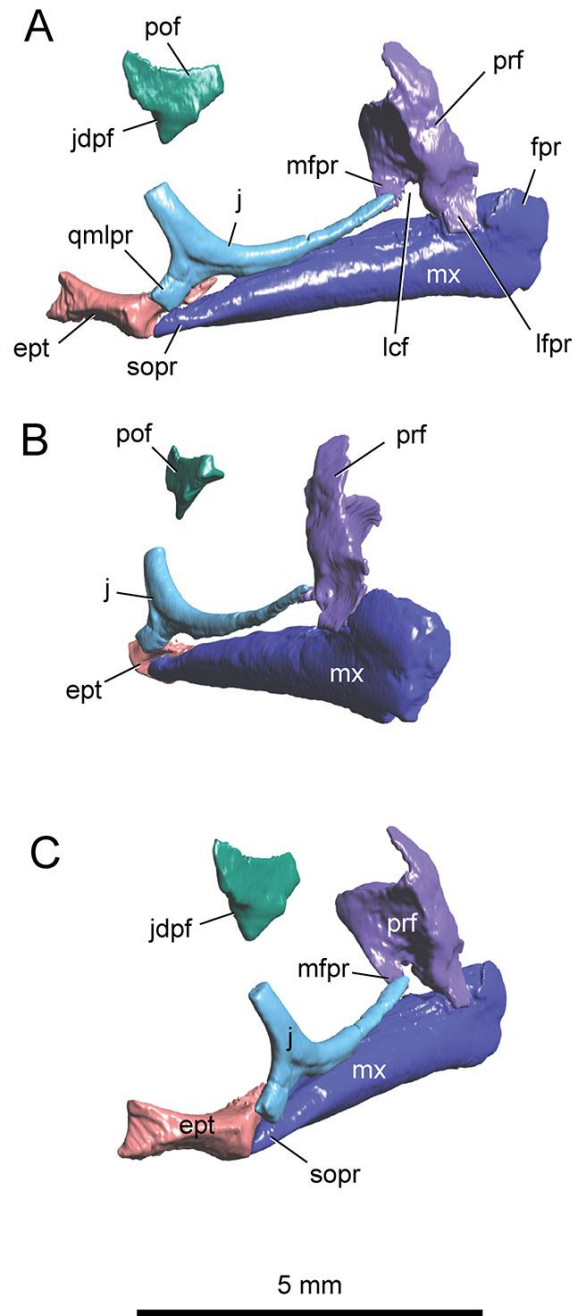 A
pof
prf
jdpf
fpr
mfpr
j
qmlpr
mx
ept
sopr
lcf
lfpr
B
pof
prf
j
ept
mx
C
jdpf
prf
mfpr
j
mx
ept
sopr
5 mm